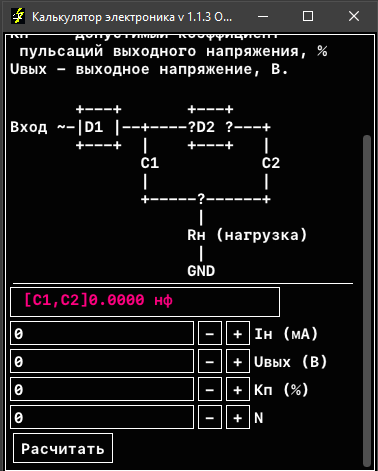 Калькулятор электроника v 1.1.3 O...
Кп - допустимый коэффициент
пульсаций выходного напряжения, %
Uвых - выходное напряжение, В.
+----+ +----+
Вход ~-|D1 |--+----?D2 ?---+
+----+ | +----+ |
C1 C2
| |
+-----?------+
|
Rн (нагрузка)
|
GND
[C1,C2]0.0000 нф
0 - + Iн (мА)
0 - + Uвых (В)
0 - + Кп (%)
0 - + N
Расчитать